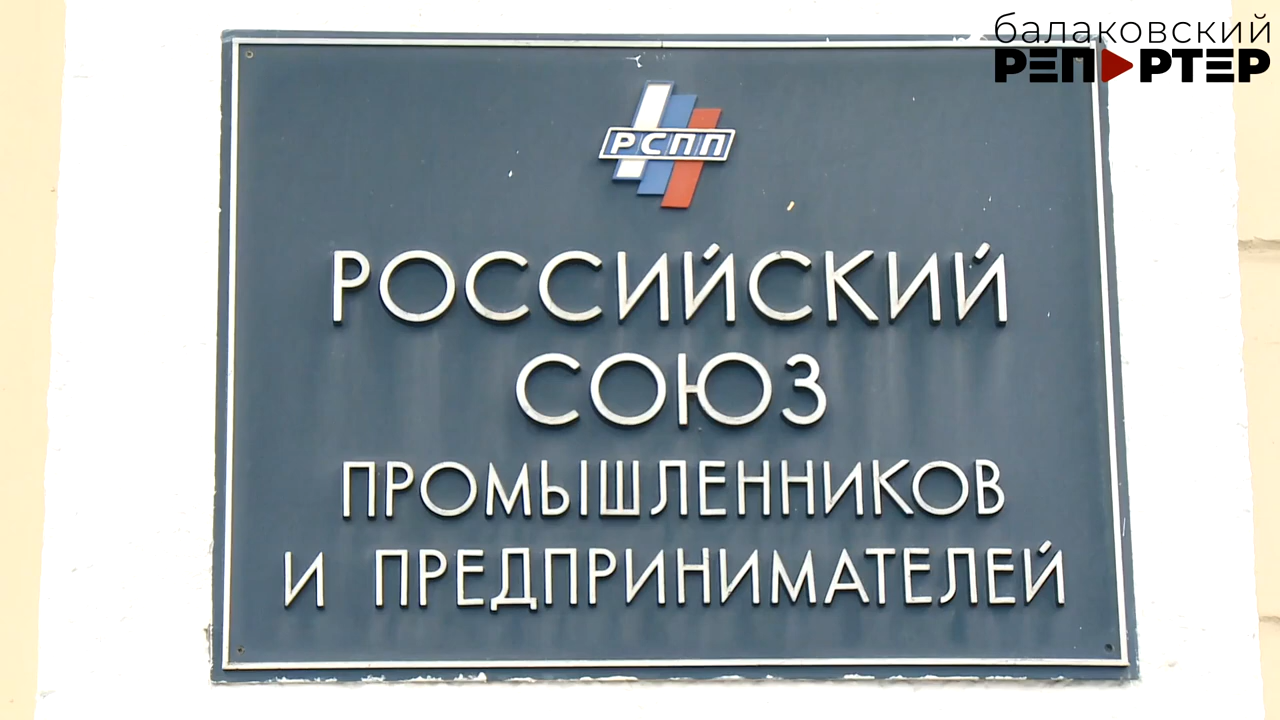 балаковский
РЕПОРТЕР
РСПП
РОССИЙСКИЙ
СОЮЗ
ПРОМЫШЛЕННИКОВ
И ПРЕДПРИНИМАТЕЛЕЙ